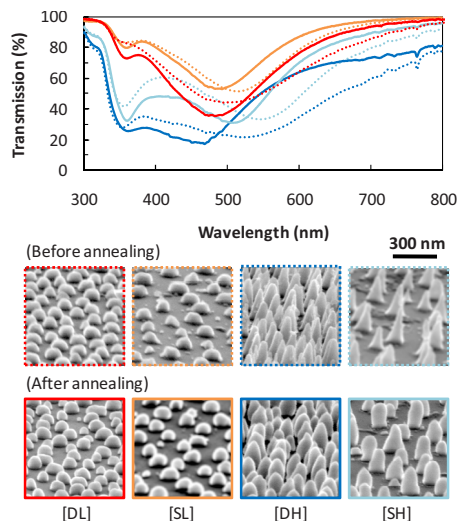 100
80
60
40
20
0
Transmission (%)
300 400 500 600 700 800
Wavelength (nm)
(Before annealing)
300 nm
(After annealing)
[DL] [SL] [DH] [SH]